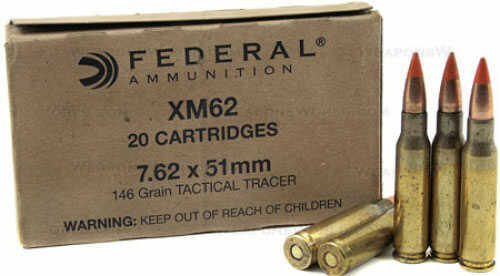 FEDERAL
AMMUNITION
XM62
20 CARTRIDGES
7.62 x 51mm
146 Grain TACTICAL TRACER
WARNING: KEEP OUT OF REACH OF CHILDREN